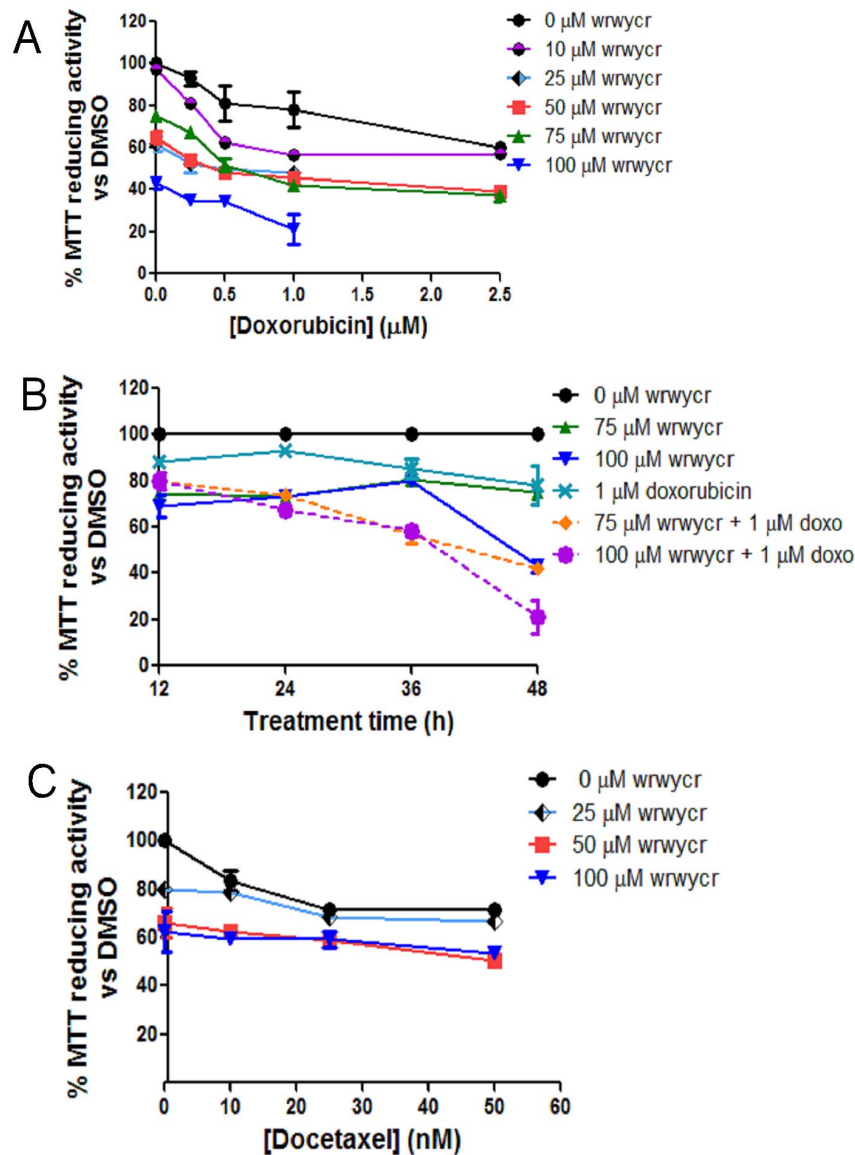 A
% MTT reducing activity
vs DMSO
120
100
80
60
40
20
0
0.0 0.5 1.0 1.5 2.0 2.5
[Doxorubicin] (μM)
0 μM wrwycr
10 μM wrwycr
25 μM wrwycr
50 μM wrwycr
75 μM wrwycr
100 μM wrwycr
B
% MTT reducing activity
vs DMSO
120
100
80
60
40
20
0
12 24 36 48
Treatment time (h)
0 μM wrwycr
75 μM wrwycr
100 μM wrwycr
1 μM doxorubicin
75 μM wrwycr + 1 μM doxo
100 μM wrwycr + 1 μM doxo
C
% MTT reducing activity
vs DMSO
120
100
80
60
40
20
0 10 20 30 40 50 60
[Docetaxel] (nM)
0 μM wrwycr
25 μM wrwycr
50 μM wrwycr
100 μM wrwycr